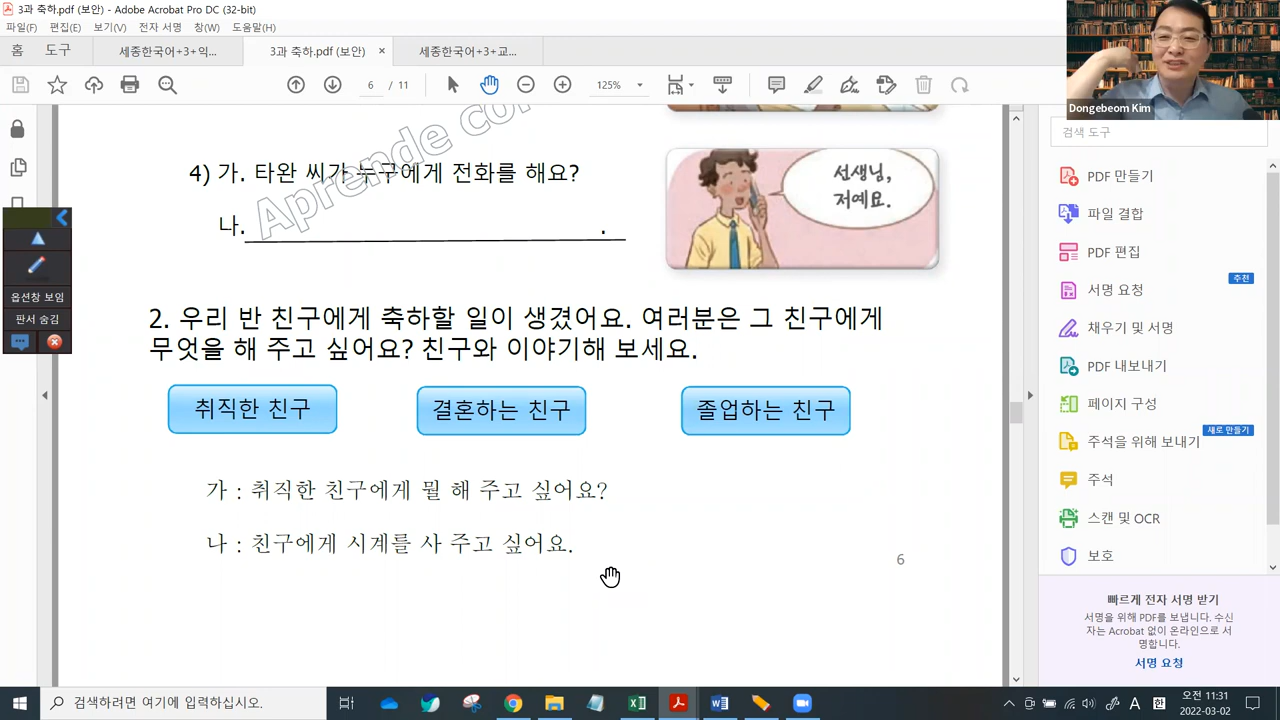 3과 축하.pdf (보안) - Adobe Acrobat Pro DC (32-bit)
파일(F) 편집(E) 보기(V) 전자 서명 창(W) 도움말(H)
홈 도구 세종한국어+3+익... 3과 축하.pdf (보안) × 세종한국어+3+교...
6 / 11 125%
Dongebeom Kim
검색 도구
Aprende co
4) 가. 타완 씨가 누구에게 전화를 해요?
나. .
선생님,
저예요.
2. 우리 반 친구에게 축하할 일이 생겼어요. 여러분은 그 친구에게
무엇을 해 주고 싶어요? 친구와 이야기해 보세요.
취직한 친구 결혼하는 친구 졸업하는 친구
가 : 취직한 친구에게 뭘 해 주고 싶어요?
나 : 친구에게 시계를 사 주고 싶어요.
6
옵션창 보임
판서 숨김
PDF 만들기
파일 결합
PDF 편집
추천
서명 요청
채우기 및 서명
PDF 내보내기
페이지 구성
새로 만들기
주석을 위해 보내기
주석
스캔 및 OCR
보호
빠르게 전자 서명 받기
서명을 위해 PDF를 보냅니다. 수신
자는 Acrobat 없이 온라인으로 서
명합니다.
서명 요청
검색하려면 여기에 입력하십시오.
A 한 오전 11:31
2022-03-02